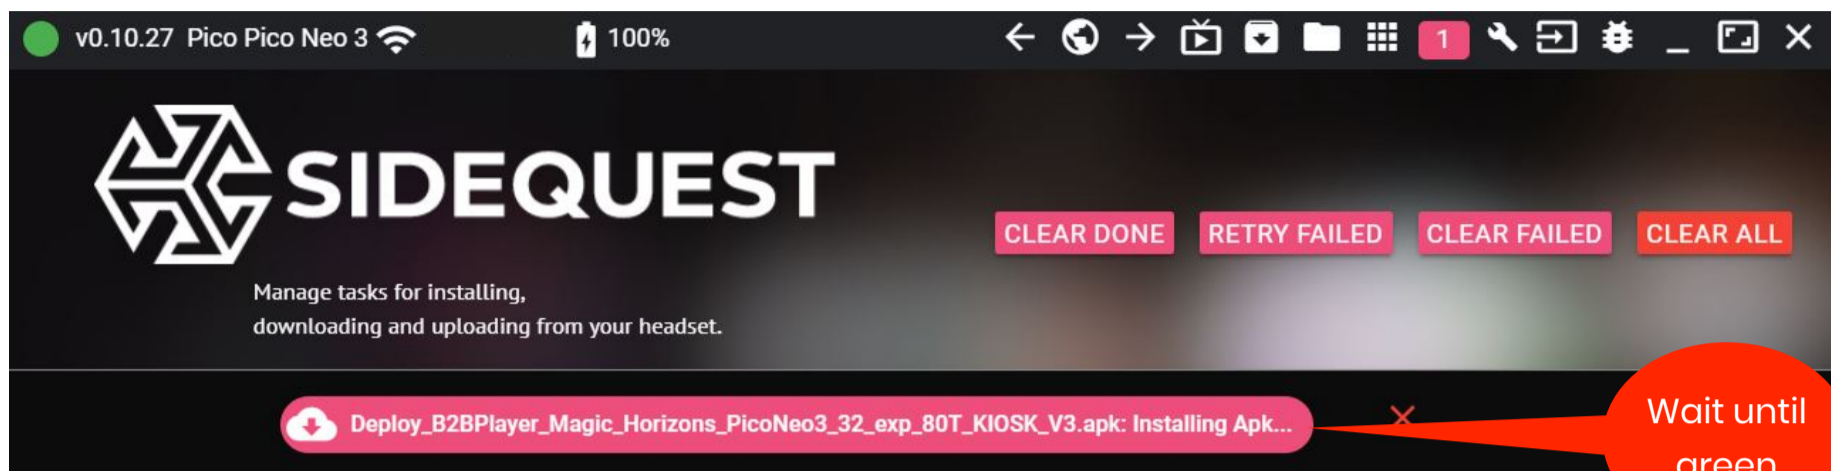 v0.10.27 Pico Pico Neo 3
100%
1
SIDEQUEST
CLEAR DONE
RETRY FAILED
CLEAR FAILED
CLEAR ALL
Manage tasks for installing,
downloading and uploading from your headset.
Deploy_B2BPlayer_Magic_Horizons_PicoNeo3_32_exp_80T_KIOSK_V3.apk: Installing Apk...
Wait until
green